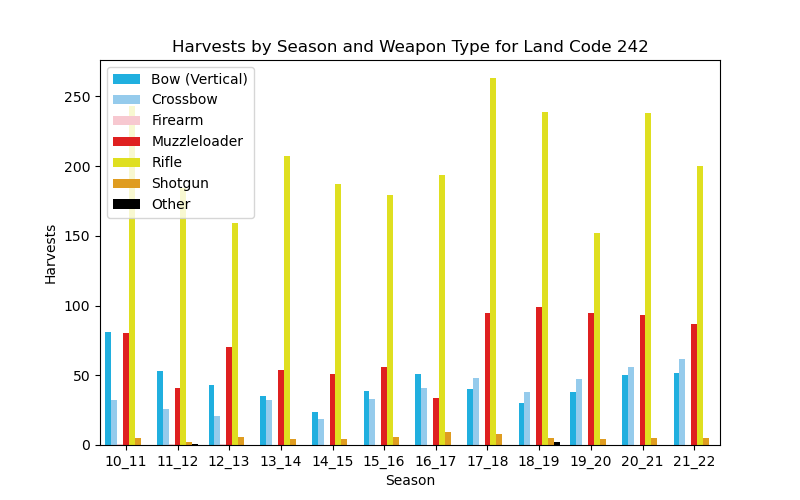 Harvests by Season and Weapon Type for Land Code 242
Bow (Vertical)
Crossbow
Firearm
Muzzleloader
Rifle
Shotgun
Other
Harvests
250
200
150
100
50
0
10_11 11_12 12_13 13_14 14_15 15_16 16_17 17_18 18_19 19_20 20_21 21_22
Season